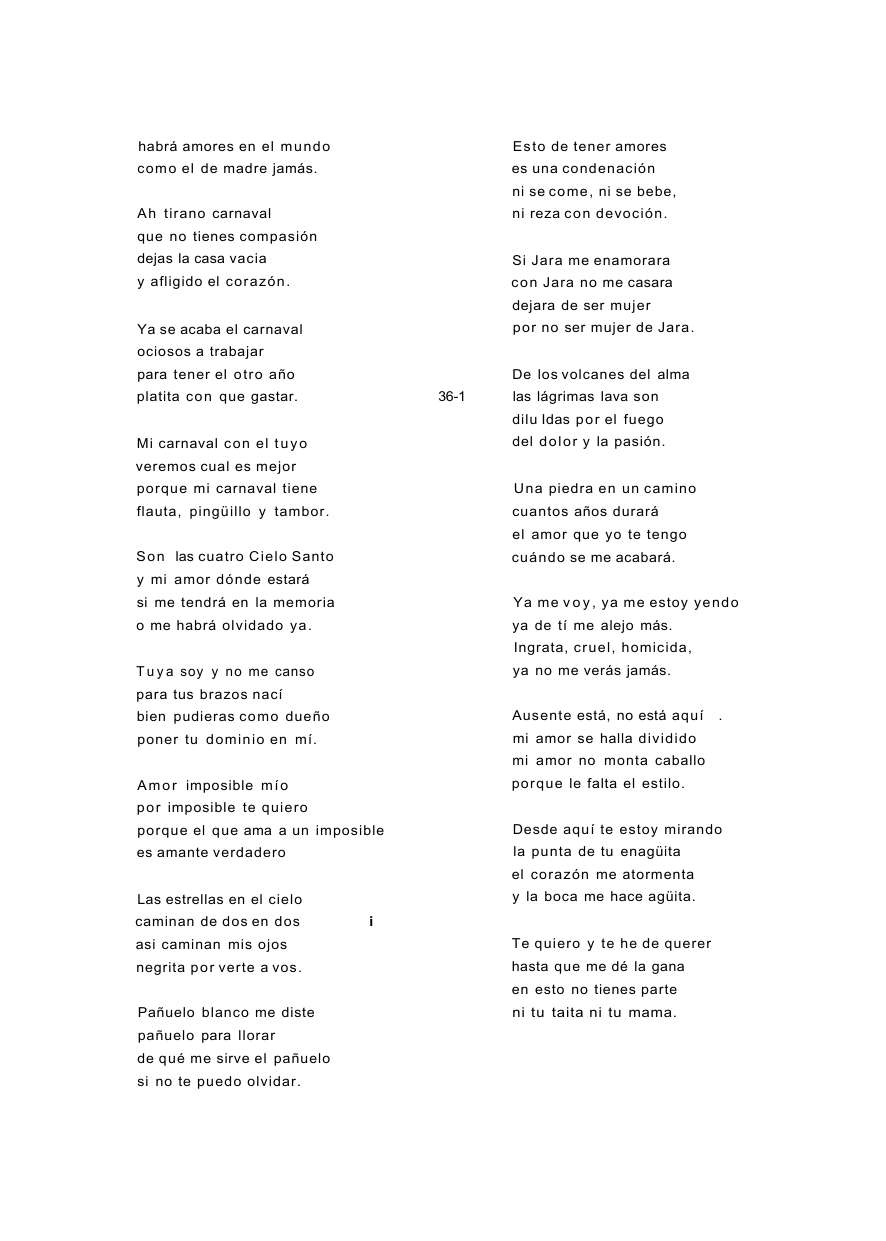 habrá amores en el mundo
como el de madre jamás.

Ah tirano carnaval
que no tienes compasión
dejas la casa vacia
y afligido el corazón.

Ya se acaba el carnaval
ociosos a trabajar
para tener el otro año
platita con que gastar.

Mi carnaval con el tuyo
veremos cual es mejor
porque mi carnaval tiene
flauta, pingüillo y tambor.

Son las cuatro Cielo Santo
y mi amor dónde estará
si me tendrá en la memoria
o me habrá olvidado ya.

Tuya soy y no me canso
para tus brazos nací
bien pudieras como dueño
poner tu dominio en mí.

Amor imposible mío
por imposible te quiero
porque el que ama a un imposible
es amante verdadero

Las estrellas en el cielo
caminan de dos en dos i
asi caminan mis ojos
negrita por verte a vos.

Pañuelo blanco me diste
pañuelo para llorar
de qué me sirve el pañuelo
si no te puedo olvidar.

Esto de tener amores
es una condenación
ni se come, ni se bebe,
ni reza con devoción.

Si Jara me enamorara
con Jara no me casara
dejara de ser mujer
por no ser mujer de Jara.

De los volcanes del alma
36-1 las lágrimas lava son
dilu Idas por el fuego
del dolor y la pasión.

Una piedra en un camino
cuantos años durará
el amor que yo te tengo
cuándo se me acabará.

Ya me voy, ya me estoy yendo
ya de tí me alejo más.
Ingrata, cruel, homicida,
ya no me verás jamás.

Ausente está, no está aquí .
mi amor se halla dividido
mi amor no monta caballo
porque le falta el estilo.

Desde aquí te estoy mirando
la punta de tu enagüita
el corazón me atormenta
y la boca me hace agüita.

Te quiero y te he de querer
hasta que me dé la gana
en esto no tienes parte
ni tu taita ni tu mama.